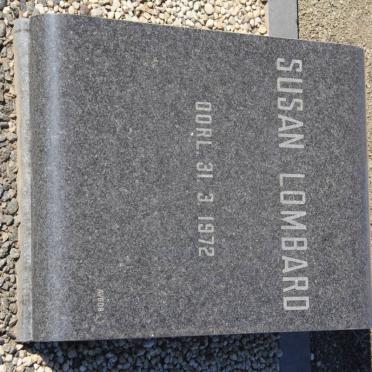 SUSAN LOMBARD
OORL. 31. 3. 1972